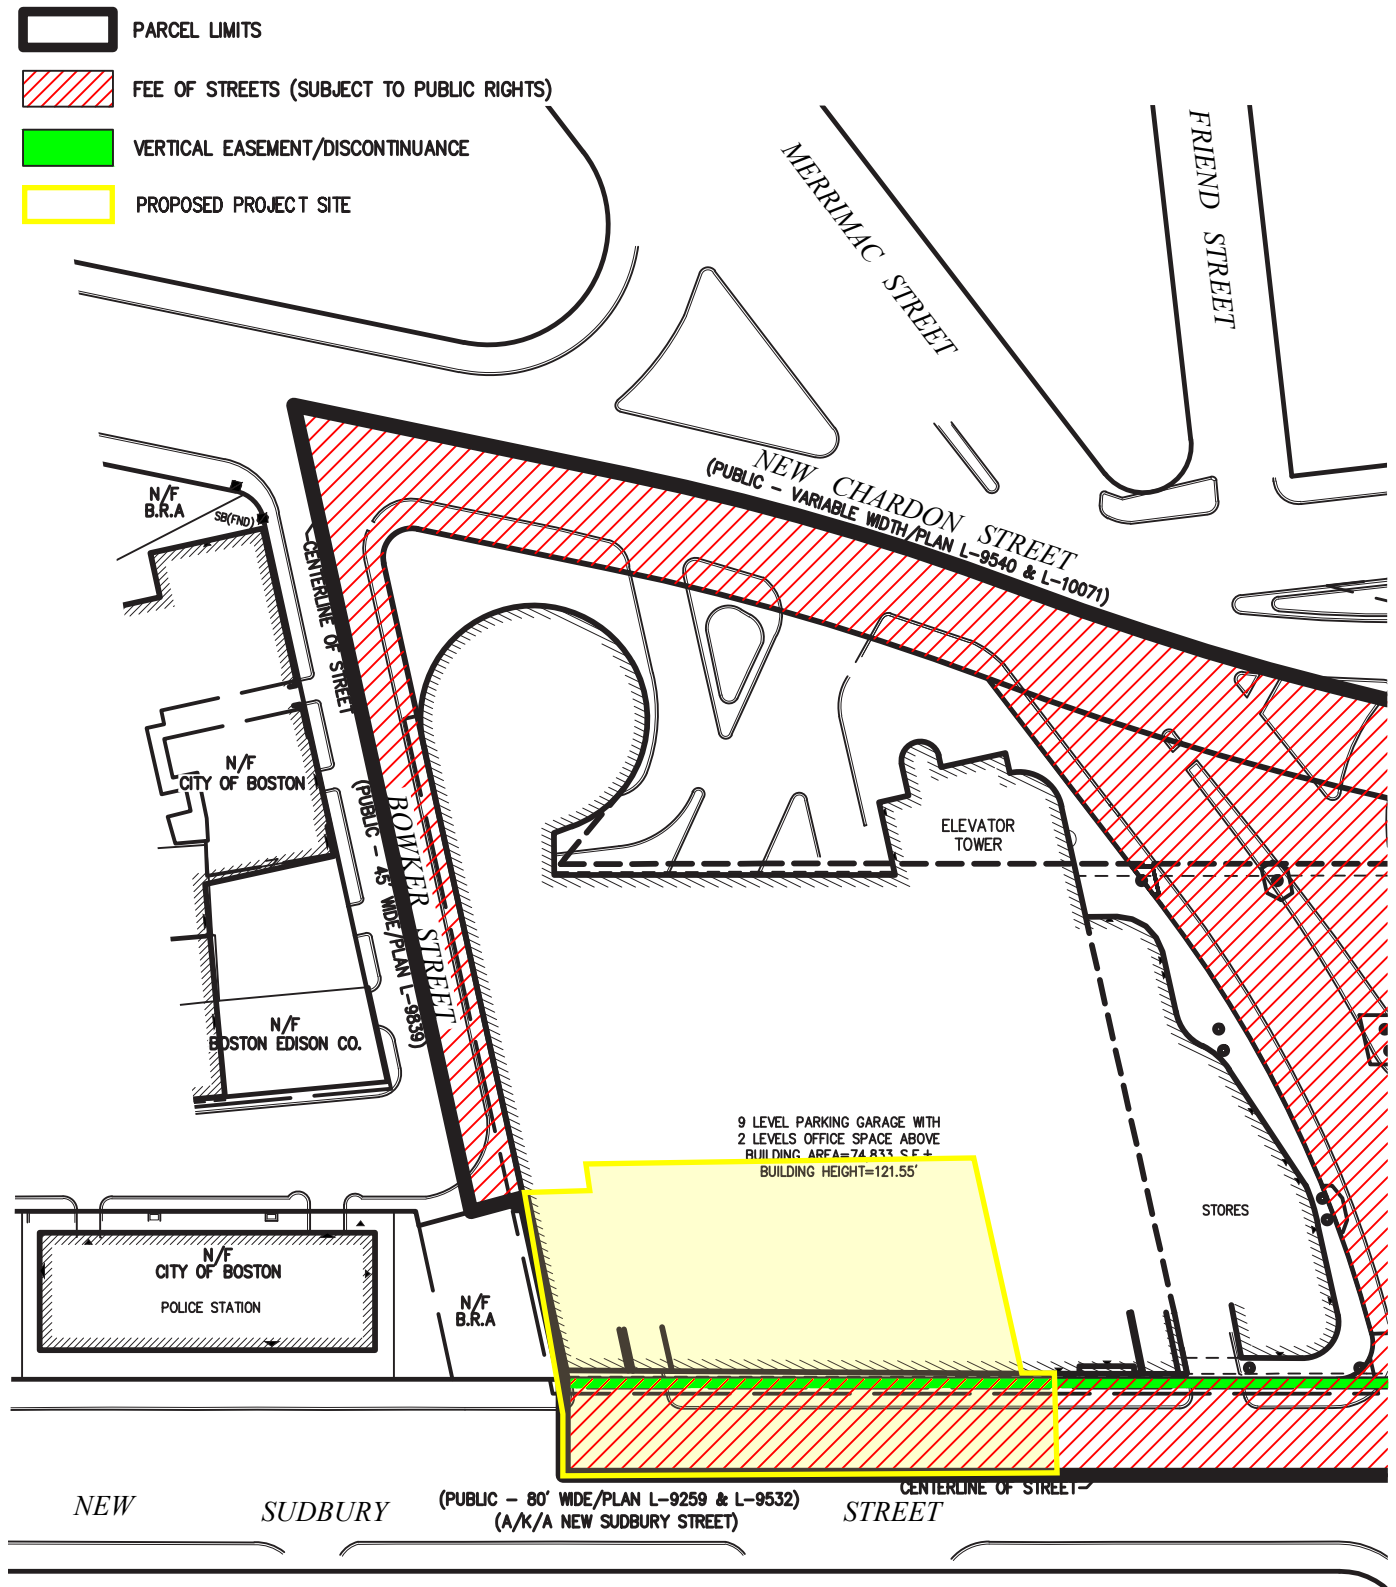 PARCEL LIMITS
FEE OF STREETS (SUBJECT TO PUBLIC RIGHTS)
VERTICAL EASEMENT/DISCONTINUANCE
PROPOSED PROJECT SITE
MERRIMAC STREET
FRIEND STREET
NEW CHARDON STREET
(PUBLIC - VARIABLE WIDTH/PLAN L-9540 & L-10071)
N/F
B.R.A
SB(FND)
CENTERLINE OF STREET
N/F
CITY OF BOSTON
BOWKER STREET
(PUBLIC - 45' WIDE/PLAN L-9839)
ELEVATOR
TOWER
N/F
BOSTON EDISON CO.
9 LEVEL PARKING GARAGE WITH
2 LEVELS OFFICE SPACE ABOVE
BUILDING AREA=74,833 S.F.±
BUILDING HEIGHT=121.55'
STORES
N/F
CITY OF BOSTON
POLICE STATION
N/F
B.R.A
CENTERLINE OF STREET
NEW SUDBURY STREET
(PUBLIC - 80' WIDE/PLAN L-9259 & L-9532)
(A/K/A NEW SUDBURY STREET)